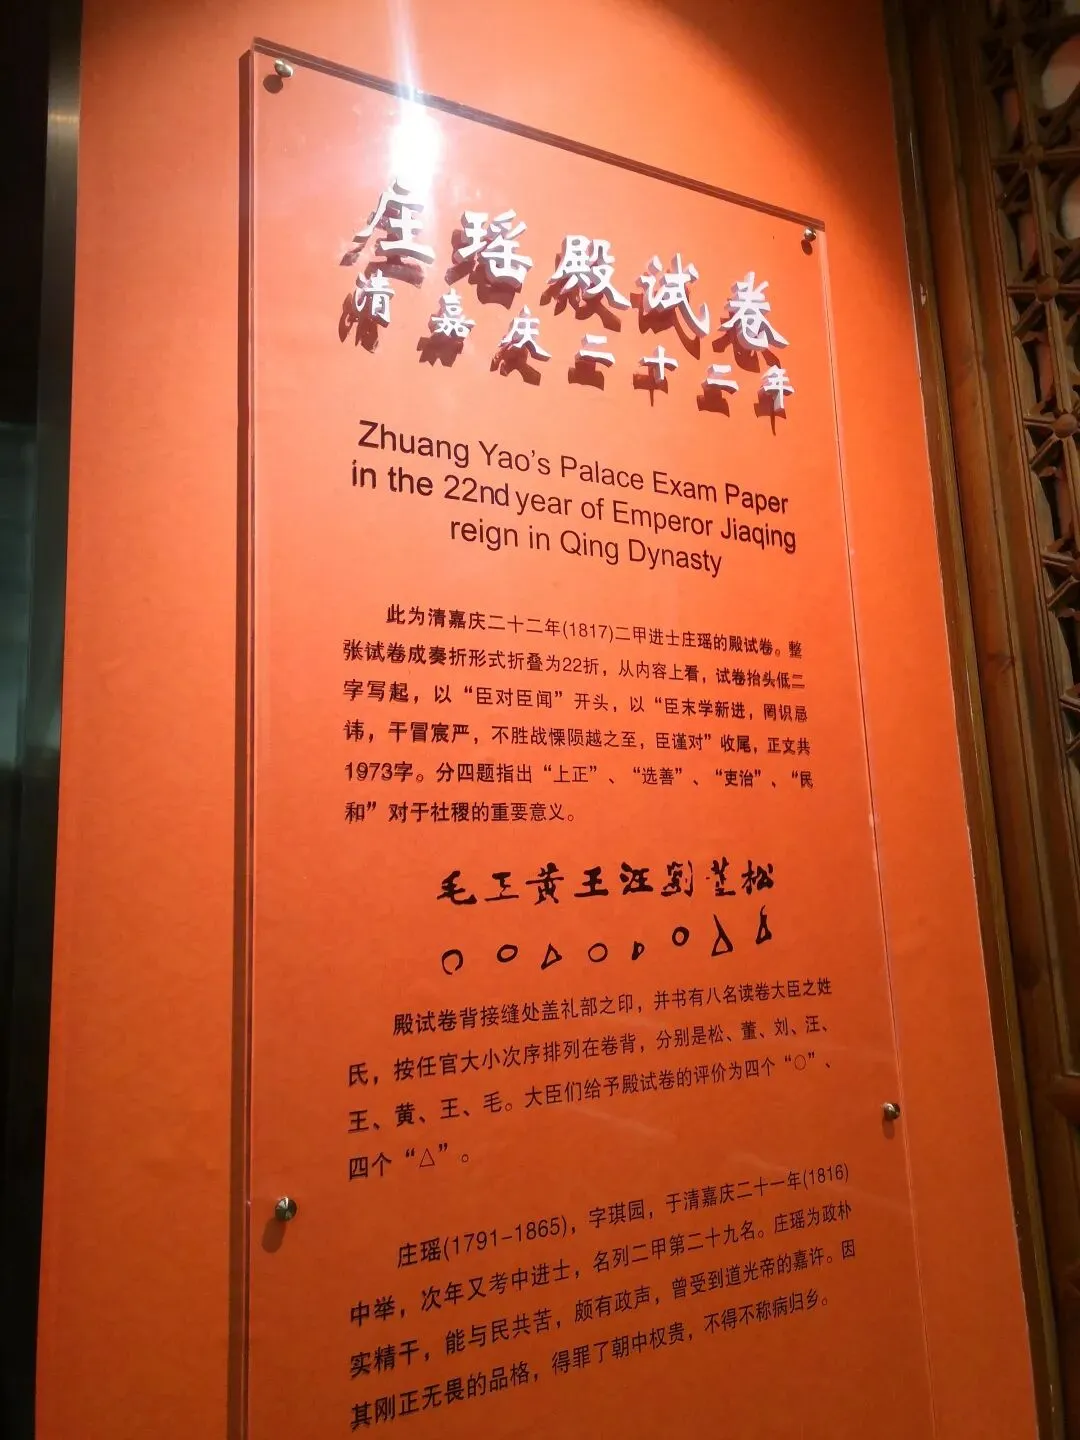 庄瑶殿试卷
清嘉庆二十二年
Zhuang Yao's Palace Exam Paper
in the 22nd year of Emperor Jiaqing
reign in Qing Dynasty
此为清嘉庆二十二年(1817)二甲进士庄瑶的殿试卷。整
张试卷成奏折形式折叠为22折，从内容上看，试卷抬头低二
字写起，以“臣对臣闻”开头，以“臣末学新进，罔识忌
讳，干冒宸严，不胜战慄陨越之至，臣谨对”收尾，正文共
1973字。分四题指出“上正”、“选善”、“吏治”、“民
和”对于社稷的重要意义。
毛王黄王汪刘董松
○○△○△○△△
殿试卷背接缝处盖礼部之印，并书有八名读卷大臣之姓
氏，按任官大小次序排列在卷背，分别是松、董、刘、汪、
王、黄、王、毛。大臣们给予殿试卷的评价为四个“○”、
四个“△”。
庄瑶(1791-1865)，字琪园，于清嘉庆二十一年(1816)
中举，次年又考中进士，名列二甲第二十九名。庄瑶为政朴
实精干，能与民共苦，颇有政声，曾受到道光帝的嘉许。因
其刚正无畏的品格，得罪了朝中权贵，不得不称病归乡。